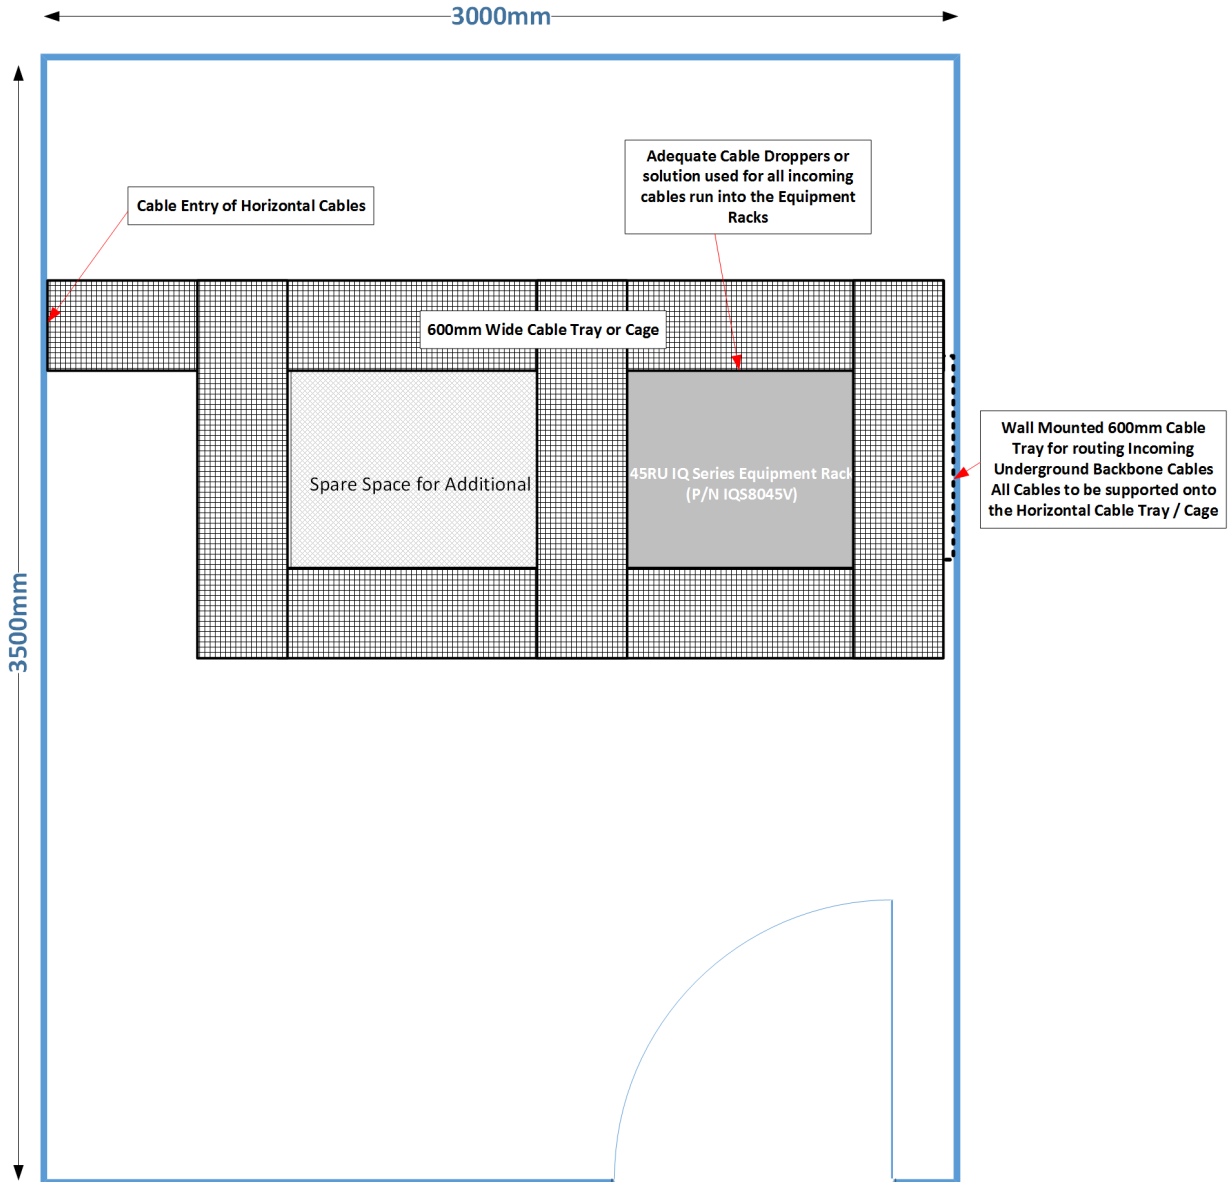 3000mm
Adequate Cable Droppers or
solution used for all incoming
cables run into the Equipment
Racks
Cable Entry of Horizontal Cables
600mm Wide Cable Tray or Cage
Wall Mounted 600mm Cable
Tray for routing Incoming
Underground Backbone Cables
All Cables to be supported onto
the Horizontal Cable Tray / Cage
Spare Space for Additional
45RU IQ Series Equipment Rack
(P/N IQS8045V)
3500mm